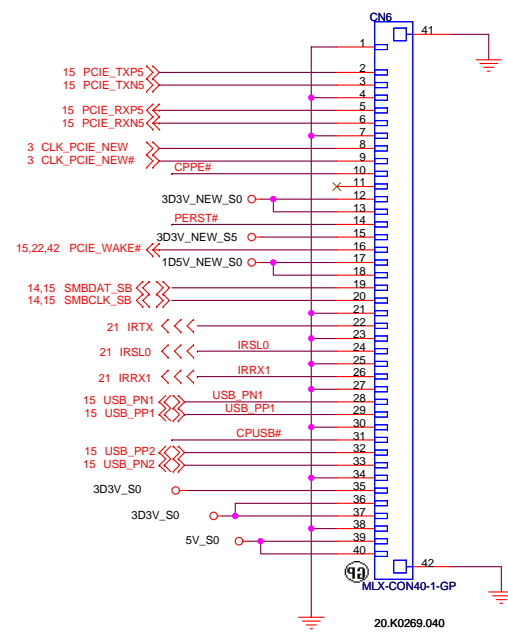 CN6
41
1
15 PCIE_TXP5 2
15 PCIE_TXN5 3
4
15 PCIE_RXP5 5
15 PCIE_RXN5 6
7
3 CLK_PCIE_NEW 8
3 CLK_PCIE_NEW# 9
CPPE# 10
11
3D3V_NEW_S0 12
13
PERST# 14
3D3V_NEW_S5 15
15,22,42 PCIE_WAKE# 16
1D5V_NEW_S0 17
18
14,15 SMBDAT_SB 19
14,15 SMBCLK_SB 20
21
21 IRTX 22
23
21 IRSL0 IRSL0 24
25
21 IRRX1 IRRX1 26
27
15 USB_PN1 USB_PN1 28
15 USB_PP1 USB_PP1 29
30
CPUSB# 31
15 USB_PP2 32
15 USB_PN2 33
34
3D3V_S0 35
36
3D3V_S0 37
38
5V_S0 39
40
42
GP
MLX-CON40-1-GP
20.K0269.040